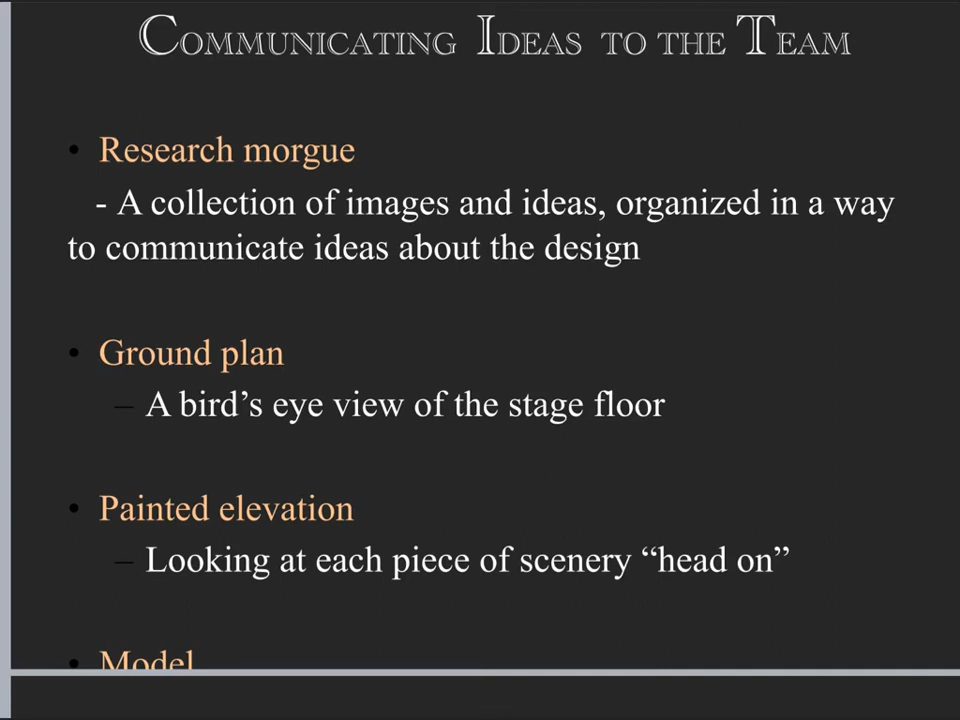 Communicating Ideas to the Team
• Research morgue
- A collection of images and ideas, organized in a way
to communicate ideas about the design
• Ground plan
– A bird’s eye view of the stage floor
• Painted elevation
– Looking at each piece of scenery “head on”
• Model